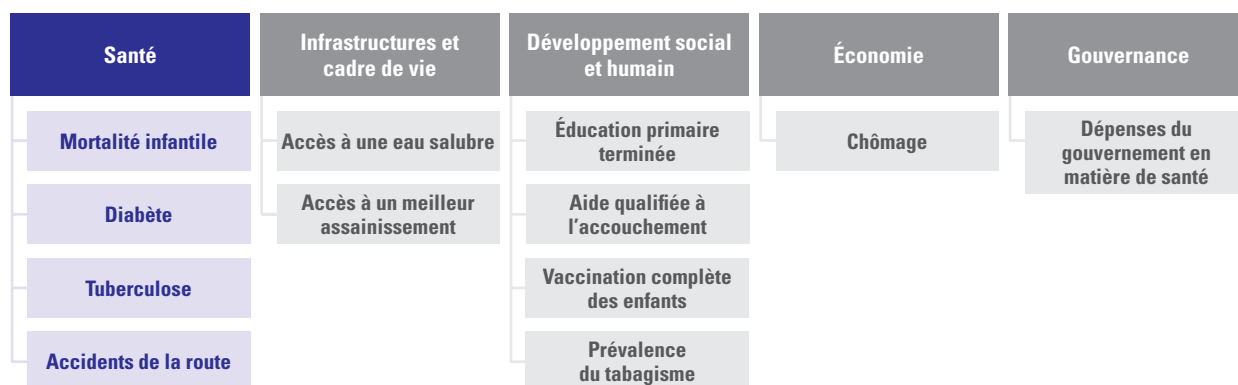 Santé
Mortalité infantile
Diabète
Tuberculose
Accidents de la route
Infrastructures et
cadre de vie
Accès à une eau salubre
Accès à un meilleur
assainissement
Développement social
et humain
Éducation primaire
terminée
Aide qualifiée à
l'accouchement
Vaccination complète
des enfants
Prévalence
du tabagisme
Économie
Chômage
Gouvernance
Dépenses du
gouvernement en
matière de santé